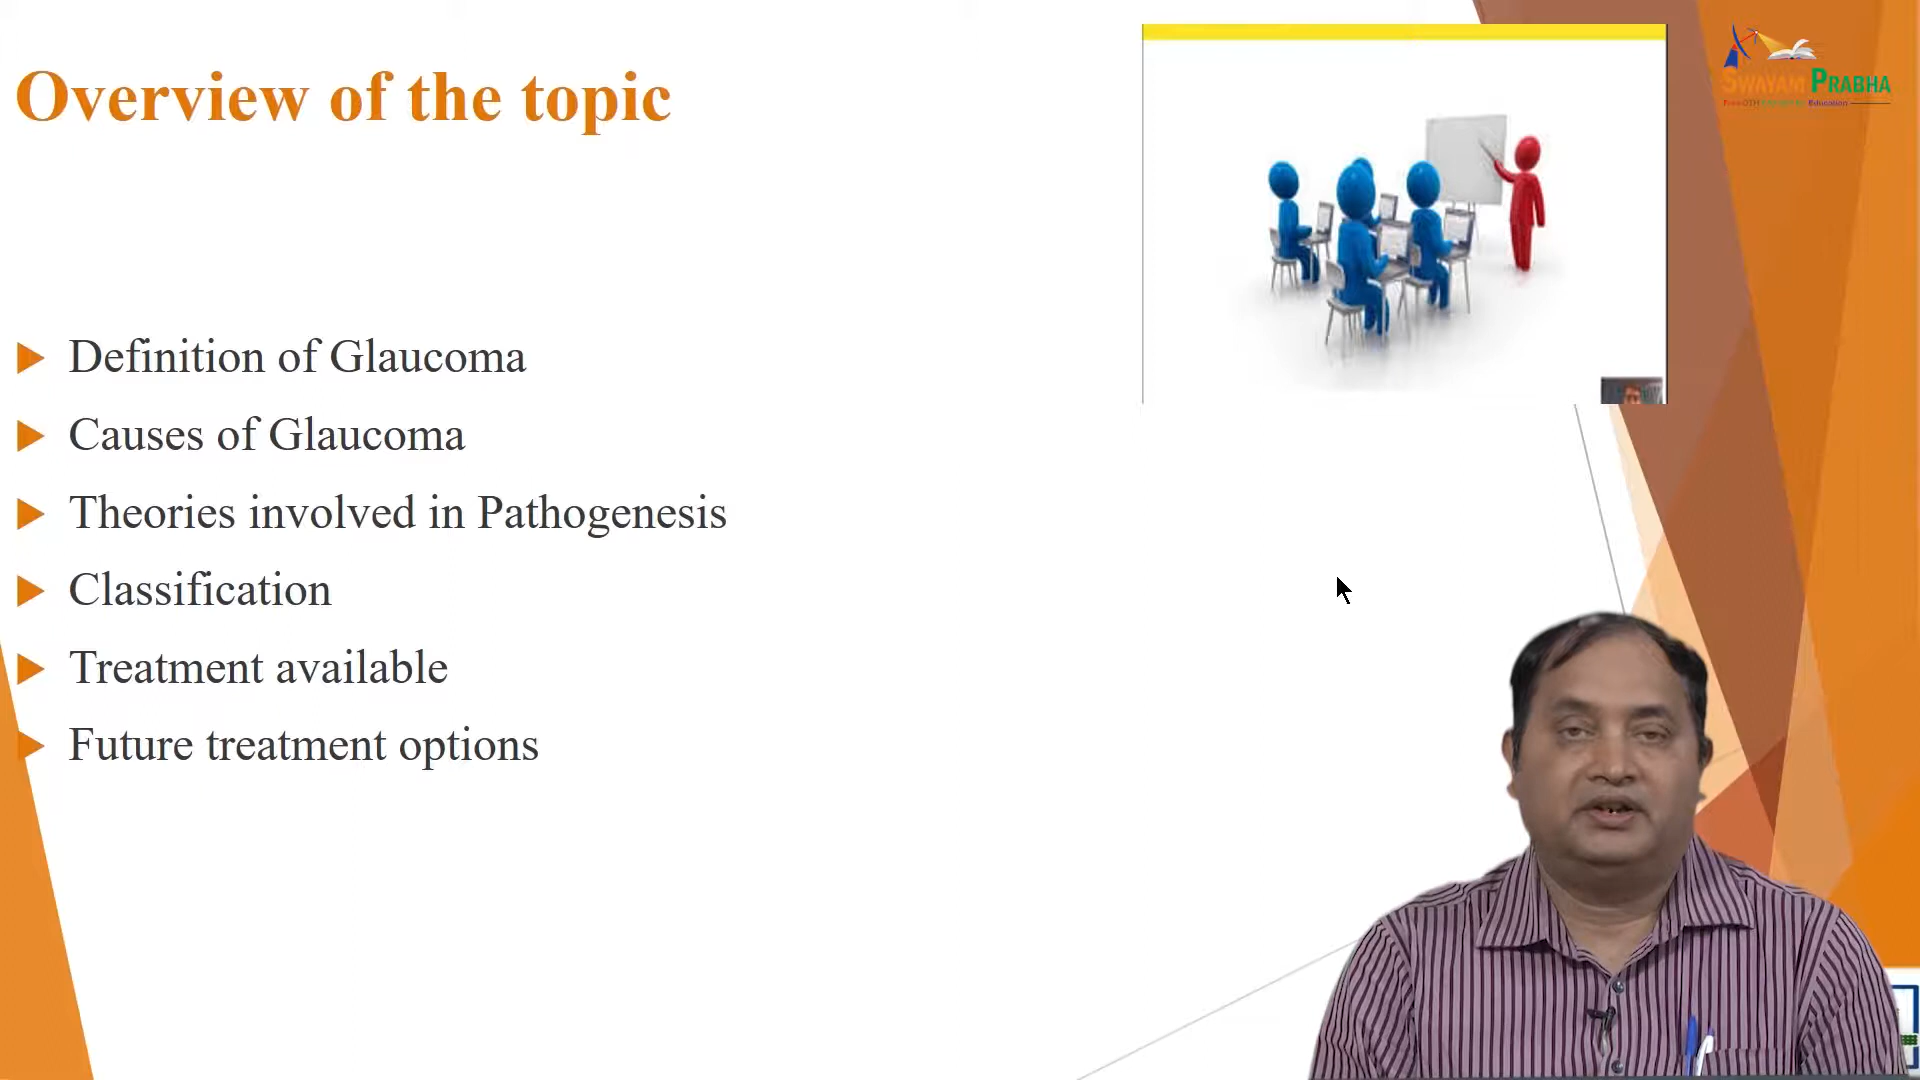 Overview of the topic
SWAYAM PRABHA
Definition of Glaucoma
Causes of Glaucoma
Theories involved in Pathogenesis
Classification
Treatment available
Future treatment options